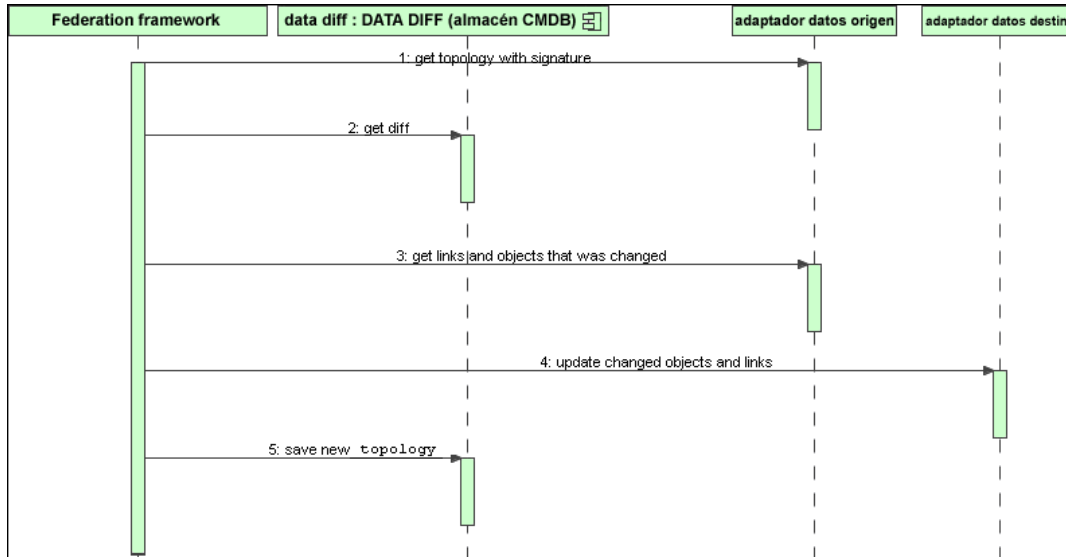 Federation framework
data diff : DATA DIFF (almacén CMDB)
adaptador datos origen
adaptador datos destin
1: get topology with signature
2: get diff
3: get links and objects that was changed
4: update changed objects and links
5: save new topology